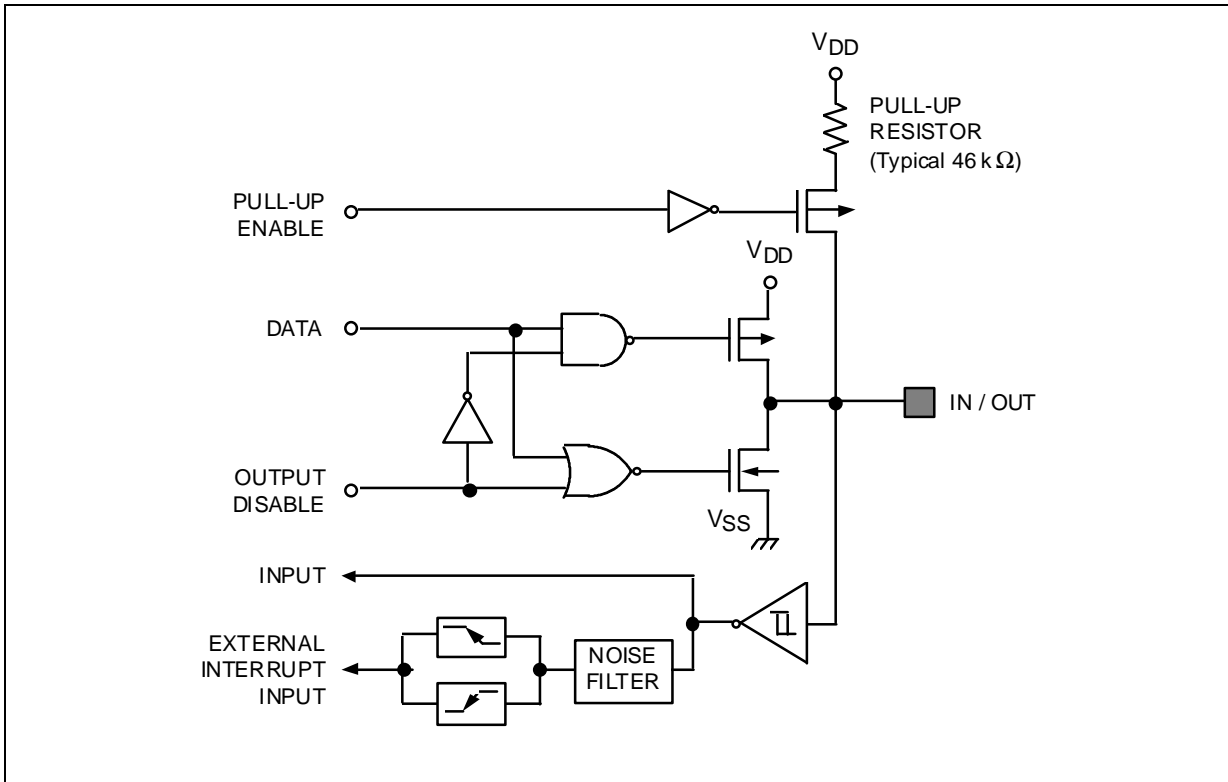 VDD
PULL-UP
RESISTOR
(Typical 46 k Ω)
PULL-UP
ENABLE
VDD
DATA
IN / OUT
OUTPUT
DISABLE
VSS
INPUT
EXTERNAL
INTERRUPT
INPUT
NOISE
FILTER